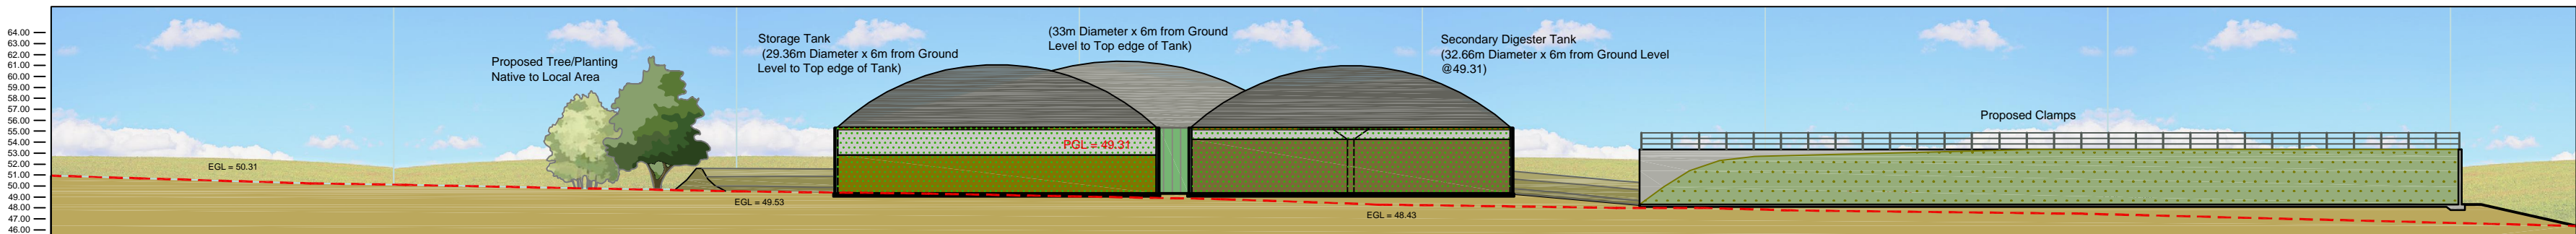 64.00
63.00
62.00
61.00
60.00
59.00
58.00
57.00
56.00
55.00
54.00
53.00
52.00
51.00
50.00
49.00
48.00
47.00
46.00
EGL = 50.31
Proposed Tree/Planting
Native to Local Area
EGL = 49.53
Storage Tank
(29.36m Diameter x 6m from Ground
Level to Top edge of Tank)
(33m Diameter x 6m from Ground
Level to Top edge of Tank)
PGL = 49.31
Secondary Digester Tank
(32.66m Diameter x 6m from Ground Level
@49.31)
EGL = 48.43
Proposed Clamps